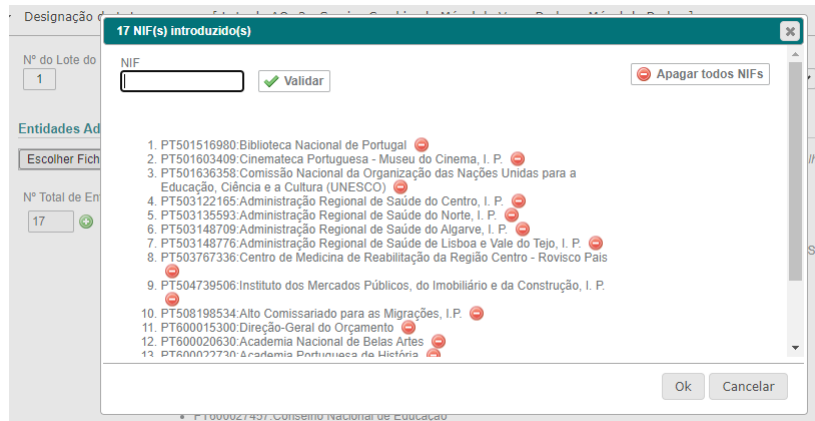 Designação
17 NIF(s) introduzido(s)
Nº do Lote do
1
NIF
Validar
Apagar todos NIFs
Entidades Ad
Escolher Fich
Nº Total de En
17
1. PT501516980:Biblioteca Nacional de Portugal
2. PT501603409:Cinemateca Portuguesa - Museu do Cinema, I. P.
3. PT501636358:Comissão Nacional da Organização das Nações Unidas para a
Educação, Ciência e a Cultura (UNESCO)
4. PT503122165:Administração Regional de Saúde do Centro, I. P.
5. PT503135593:Administração Regional de Saúde do Norte, I. P.
6. PT503148709:Administração Regional de Saúde do Algarve, I. P.
7. PT503148776:Administração Regional de Saúde de Lisboa e Vale do Tejo, I. P.
8. PT503767336:Centro de Medicina de Reabilitação da Região Centro - Rovisco Pais
9. PT504739506:Instituto dos Mercados Públicos, do Imobiliário e da Construção, I. P.
10. PT508198534:Alto Comissariado para as Migrações, I.P.
11. PT600015300:Direção-Geral do Orçamento
12. PT600020630:Academia Nacional de Belas Artes
13. PT600022730:Academia Portuguesa de História
Ok
Cancelar
PT600027457:Conselho Nacional de Educação